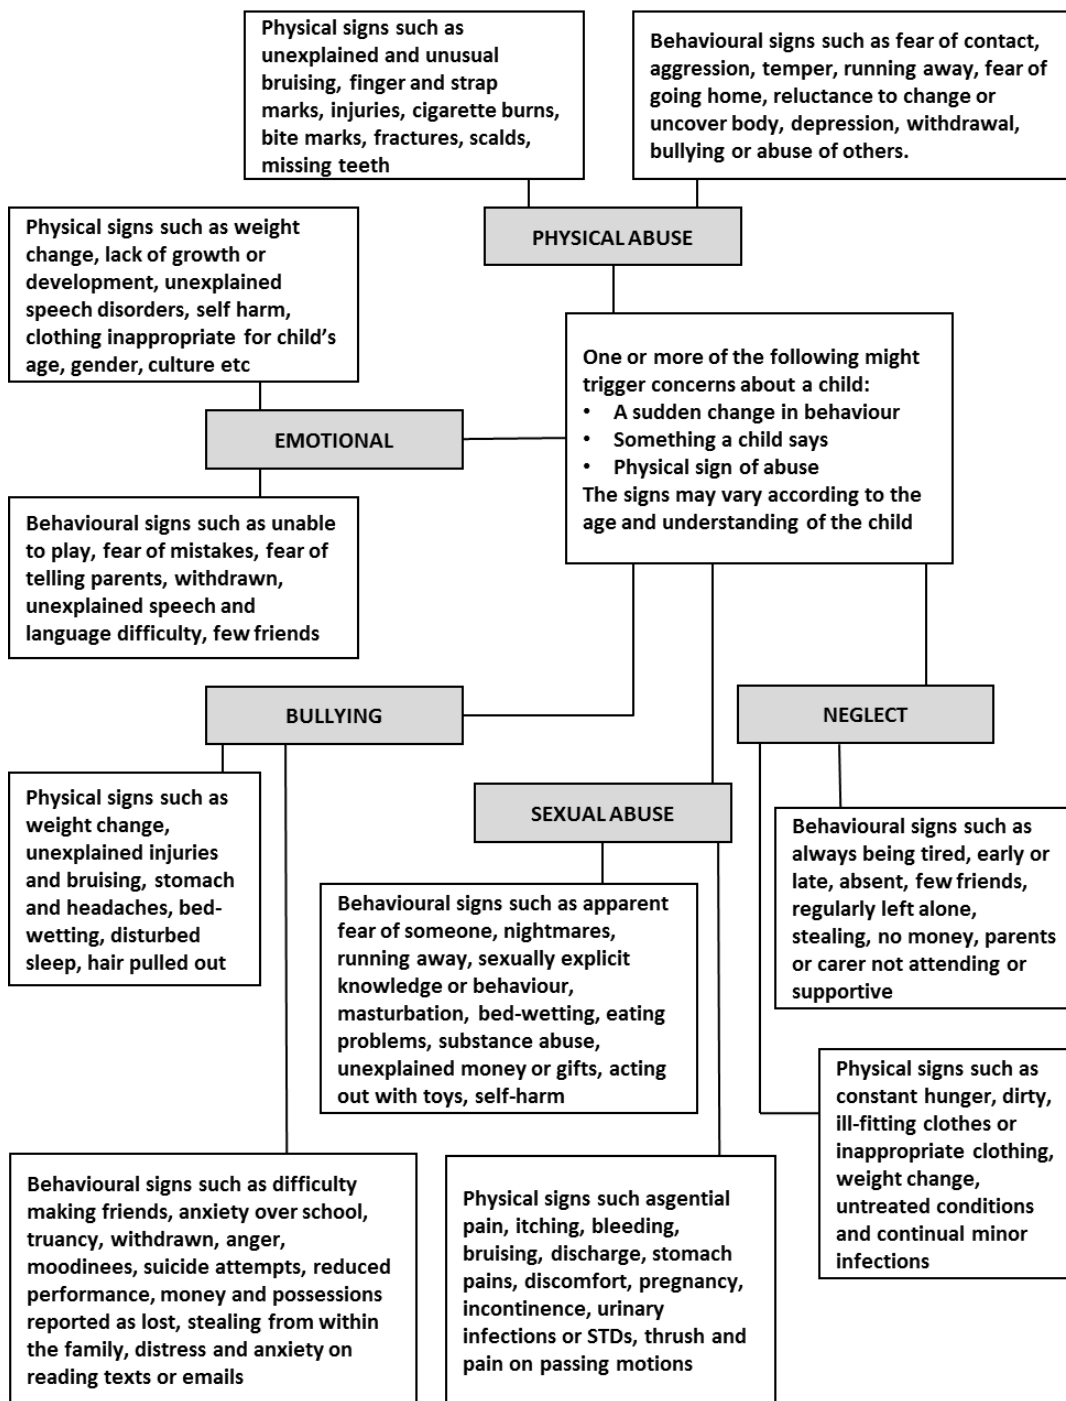 Physical signs such as
unexplained and unusual
bruising, finger and strap
marks, injuries, cigarette burns,
bite marks, fractures, scalds,
missing teeth
Behavioural signs such as fear of contact,
aggression, temper, running away, fear of
going home, reluctance to change or
uncover body, depression, withdrawal,
bullying or abuse of others.
PHYSICAL ABUSE
Physical signs such as weight
change, lack of growth or
development, unexplained
speech disorders, self harm,
clothing inappropriate for child’s
age, gender, culture etc
One or more of the following might
trigger concerns about a child:
• A sudden change in behaviour
• Something a child says
• Physical sign of abuse
The signs may vary according to the
age and understanding of the child
EMOTIONAL
Behavioural signs such as unable
to play, fear of mistakes, fear of
telling parents, withdrawn,
unexplained speech and
language difficulty, few friends
BULLYING
NEGLECT
Physical signs such as
weight change,
unexplained injuries
and bruising, stomach
and headaches, bed-
wetting, disturbed
sleep, hair pulled out
SEXUAL ABUSE
Behavioural signs such as
always being tired, early or
late, absent, few friends,
regularly left alone,
stealing, no money, parents
or carer not attending or
supportive
Behavioural signs such as apparent
fear of someone, nightmares,
running away, sexually explicit
knowledge or behaviour,
masturbation, bed-wetting, eating
problems, substance abuse,
unexplained money or gifts, acting
out with toys, self-harm
Physical signs such as
constant hunger, dirty,
ill-fitting clothes or
inappropriate clothing,
weight change,
untreated conditions
and continual minor
infections
Behavioural signs such as difficulty
making friends, anxiety over school,
truancy, withdrawn, anger,
moodinees, suicide attempts, reduced
performance, money and possessions
reported as lost, stealing from within
the family, distress and anxiety on
reading texts or emails
Physical signs such asgential
pain, itching, bleeding,
bruising, discharge, stomach
pains, discomfort, pregnancy,
incontinence, urinary
infections or STDs, thrush and
pain on passing motions